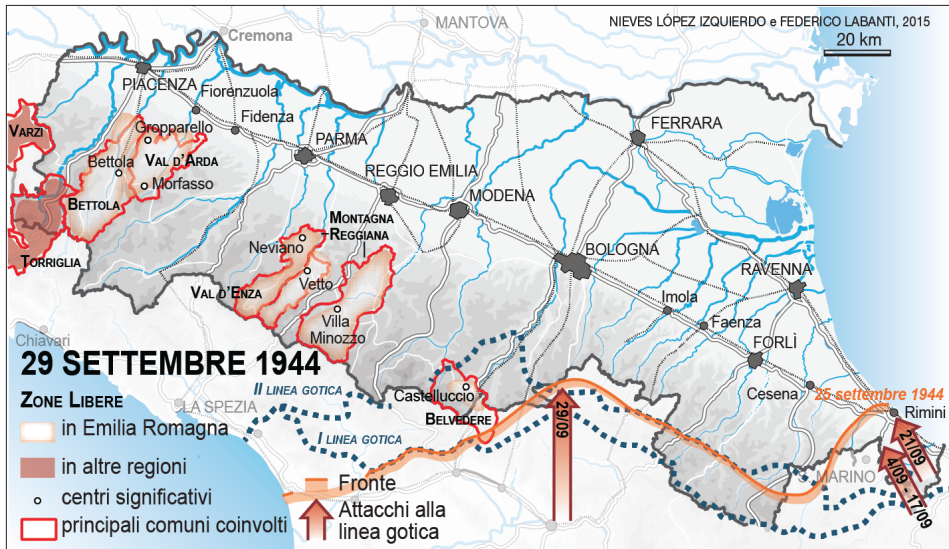 NIEVES LÓPEZ IZQUIERDO e FEDERICO LABANTI, 2015
20 km
MANTOVA
Cremona
PIACENZA
Fiorenzuola
Fidenza
FERRARA
VARZI
Gropparello
PARMA
Bettola
VAL D'ARDA
Morfasso
REGGIO EMILIA
MODENA
BETTOLA
MONTAGNA
-REGGIANA
Neviano
BOLOGNA
TORRIGLIA
RAVENNA
Vetto
VAL D'ENZA
Imola
Villa
Minozzo
Faenza
Chiavari
FORLÌ
29 SETTEMBRE 1944
II LINEA GOTICA
Castelluccio
Cesena
25 settembre 1944
ZONE LIBERE
LA SPEZIA
BELVEDERE
Rimini
in Emilia Romagna
I LINEA GOTICA
29/09
21/09
in altre regioni
S. MARINO
4/09 - 17/09
Fronte
centri significativi
Attacchi alla
linea gotica
principali comuni coinvolti